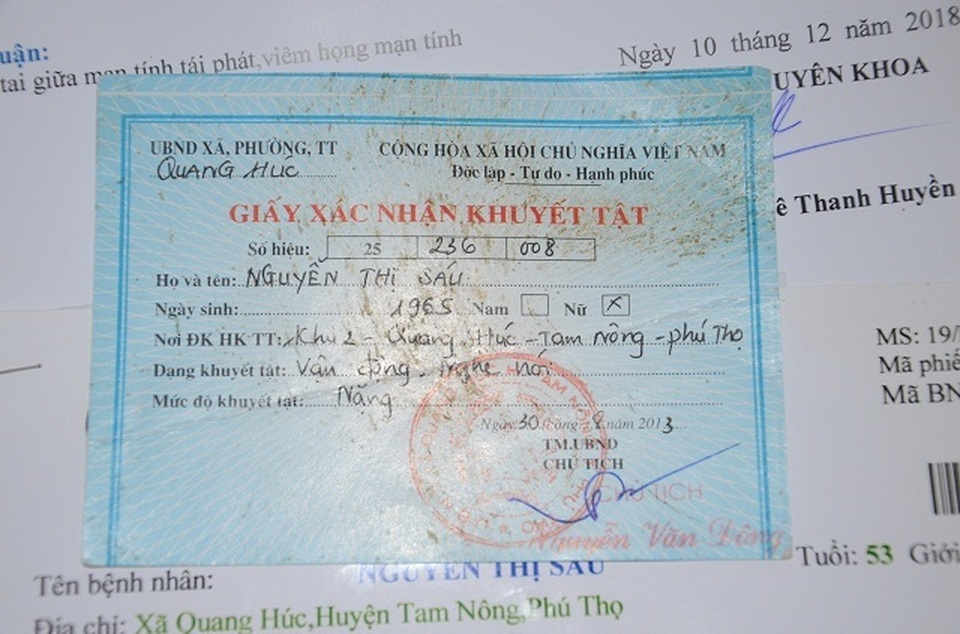 uận:
tai giữa mạn tính tái phát,viêm họng mạn tính
Ngày 10 tháng 12 năm 2018
UYÊN KHOA
ê Thanh Huyền
UBND XÃ, PHƯỜNG, TT
QUANG HÚC
CỘNG HÒA XÃ HỘI CHỦ NGHĨA VIỆT NAM
Độc lập - Tự do - Hạnh phúc
GIẤY XÁC NHẬN KHUYẾT TẬT
Số hiệu: 25 236 008
Họ và tên: NGUYỄN THỊ SÁU
Ngày sinh: 1965 Nam Nữ X
Nơi ĐK HK TT: Khu 2 - Quang Húc - Tam Nông - phú Thọ
Dạng khuyết tật: Vận động, nghe nói
Mức độ khuyết tật: Nặng
Ngày 30 tháng năm 2013
TM.UBND
CHỦ TỊCH
CHỦ TỊCH
Nguyễn Văn Đông
MS: 19/
Mã phiế
Mã BN
Tên bệnh nhân: NGUYỄN THỊ SÁU Tuổi: 53 Giới
Địa chỉ: Xã Quang Húc,Huyện Tam Nông,Phú Thọ